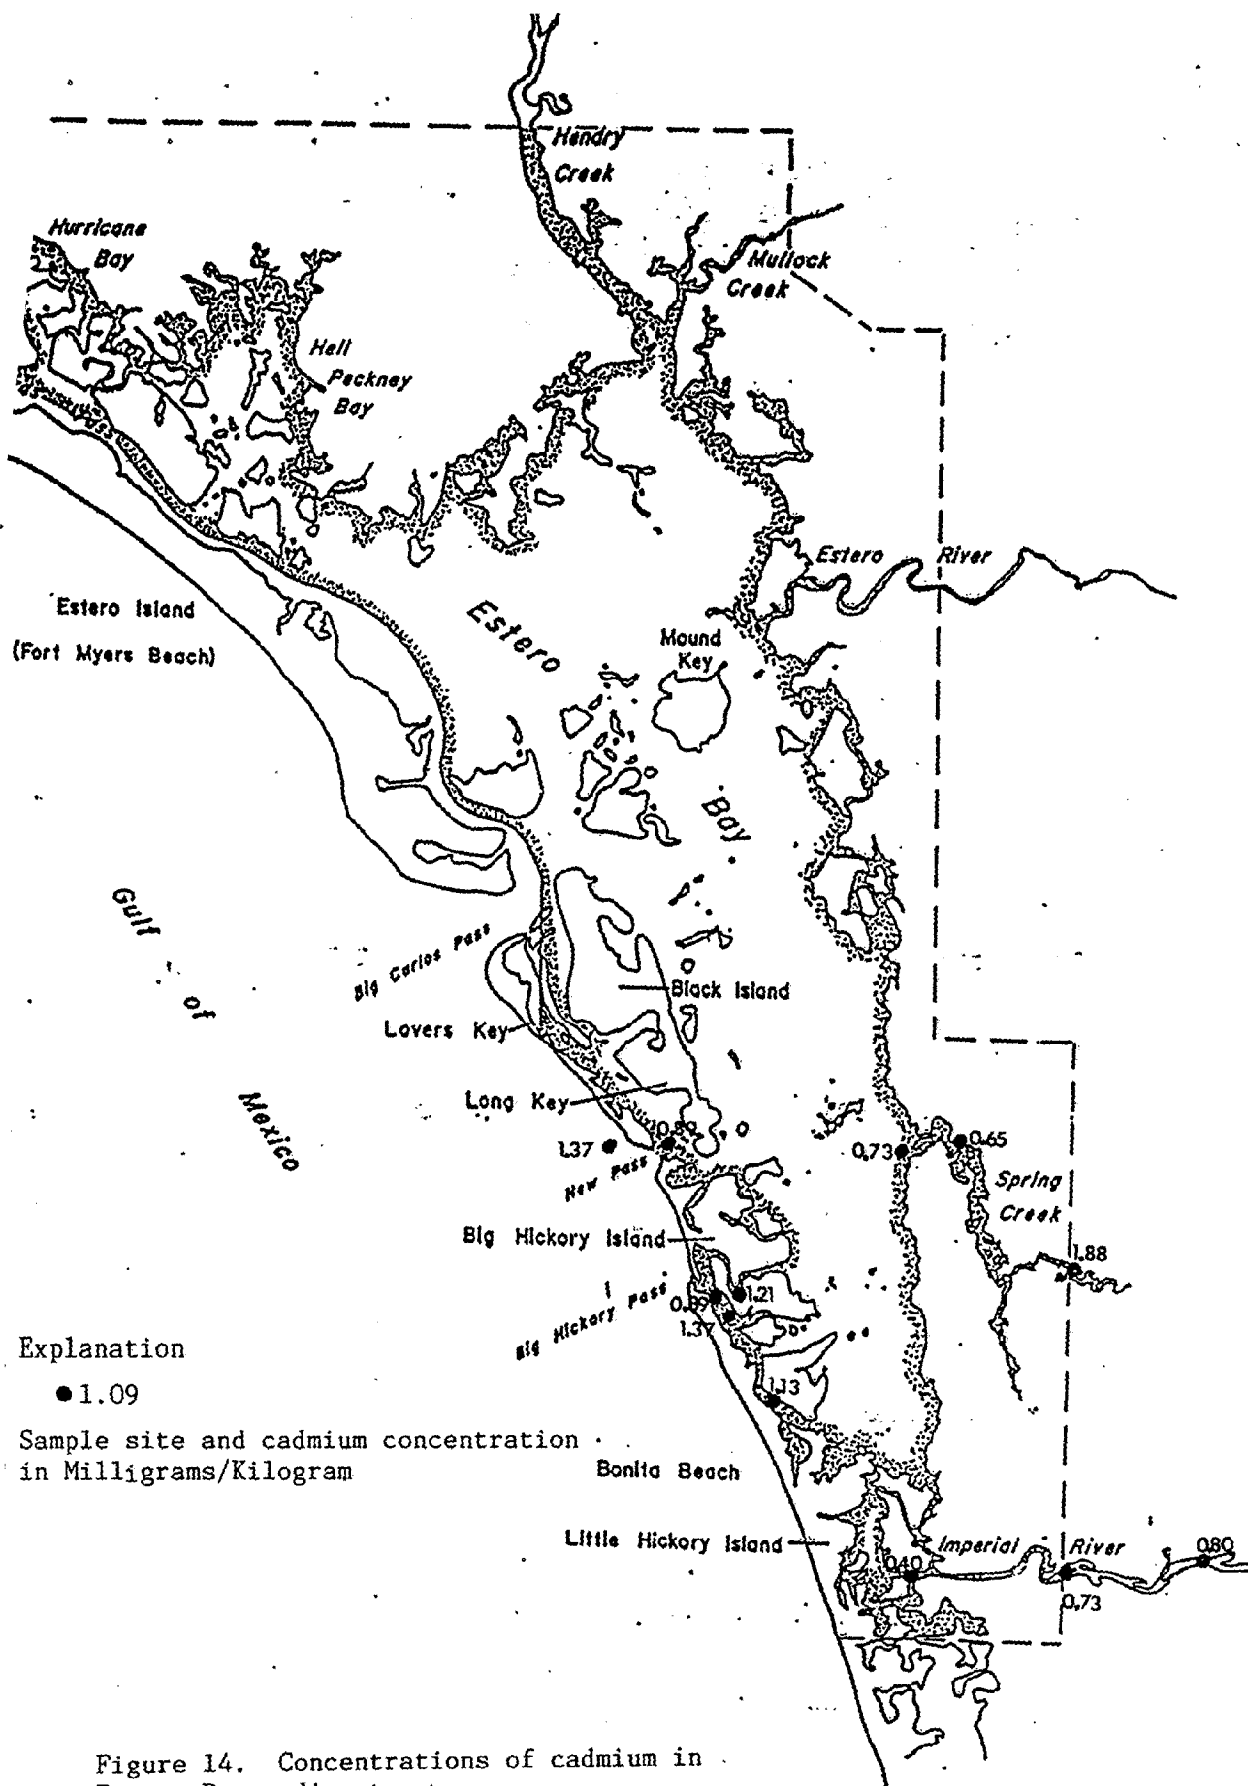 Hendry
Creek
Hurricane
Bay
Mullock
Creek
Hell
Peckney
Bay
Estero River
Estero Island
(Fort Myers Beach)
Estero
Mound
Key
Bay
Gulf
of
Mexico
Big Carlos Pass
Black Island
Lovers Key
Long Key
0.89
1.37
New Pass
0.73
0.65
Spring
Creek
Big Hickory Island
1.88
1.21
0.89
1.37
Big Hickory Pass
Explanation
1.09
1.13
Sample site and cadmium concentration
in Milligrams/Kilogram
Bonita Beach
Little Hickory Island
Imperial River
0.40
0.80
0.73
Figure 14. Concentrations of cadmium in